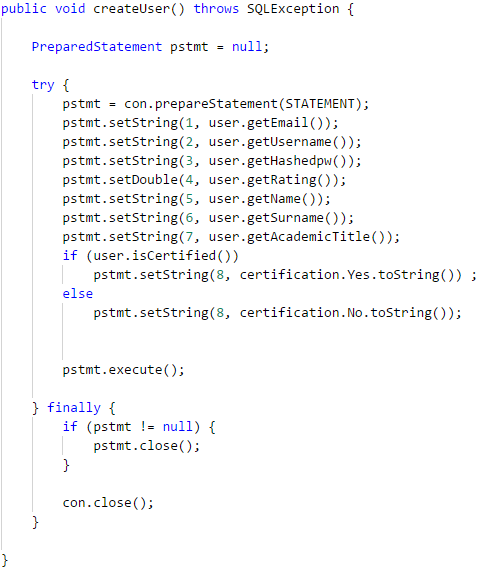 public void createUser() throws SQLException {
PreparedStatement pstmt = null;
try {
pstmt = con.prepareStatement(STATEMENT);
pstmt.setString(1, user.getEmail());
pstmt.setString(2, user.getUsername());
pstmt.setString(3, user.getHashedpw());
pstmt.setDouble(4, user.getRating());
pstmt.setString(5, user.getName());
pstmt.setString(6, user.getSurname());
pstmt.setString(7, user.getAcademicTitle());
if (user.isCertified())
pstmt.setString(8, certification.Yes.toString()) ;
else
pstmt.setString(8, certification.No.toString());
pstmt.execute();
} finally {
if (pstmt != null) {
pstmt.close();
}
con.close();
}
}